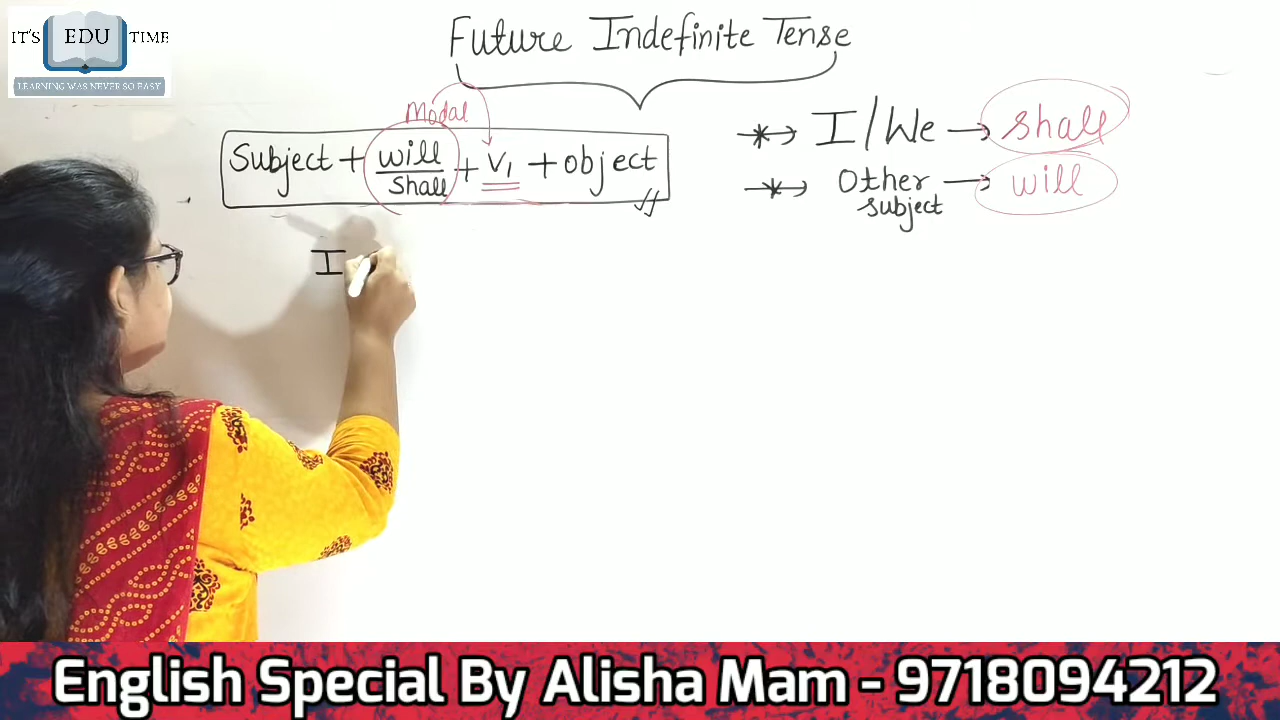 IT'S EDU TIME
LEARNING WAS NEVER SO EASY
Future Indefinite Tense
Modal
Subject + will/Shall + V1 + object
I/We → shall
Other subject → will
I
English Special By Alisha Mam - 9718094212